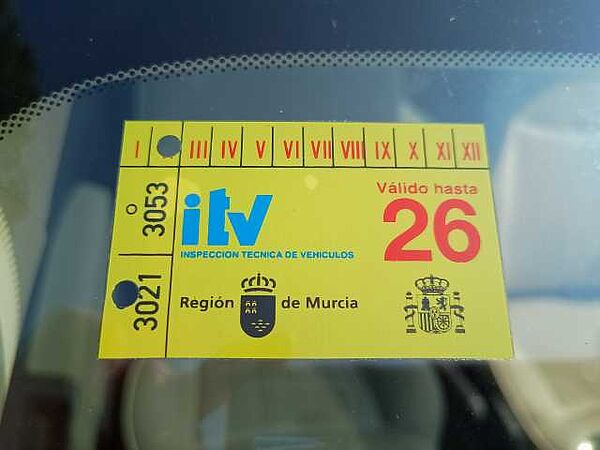 I III IV V VI VII VIII IX X XI XII
3053
3021
itv
INSPECCION TECNICA DE VEHICULOS
Válido hasta
26
Región de Murcia